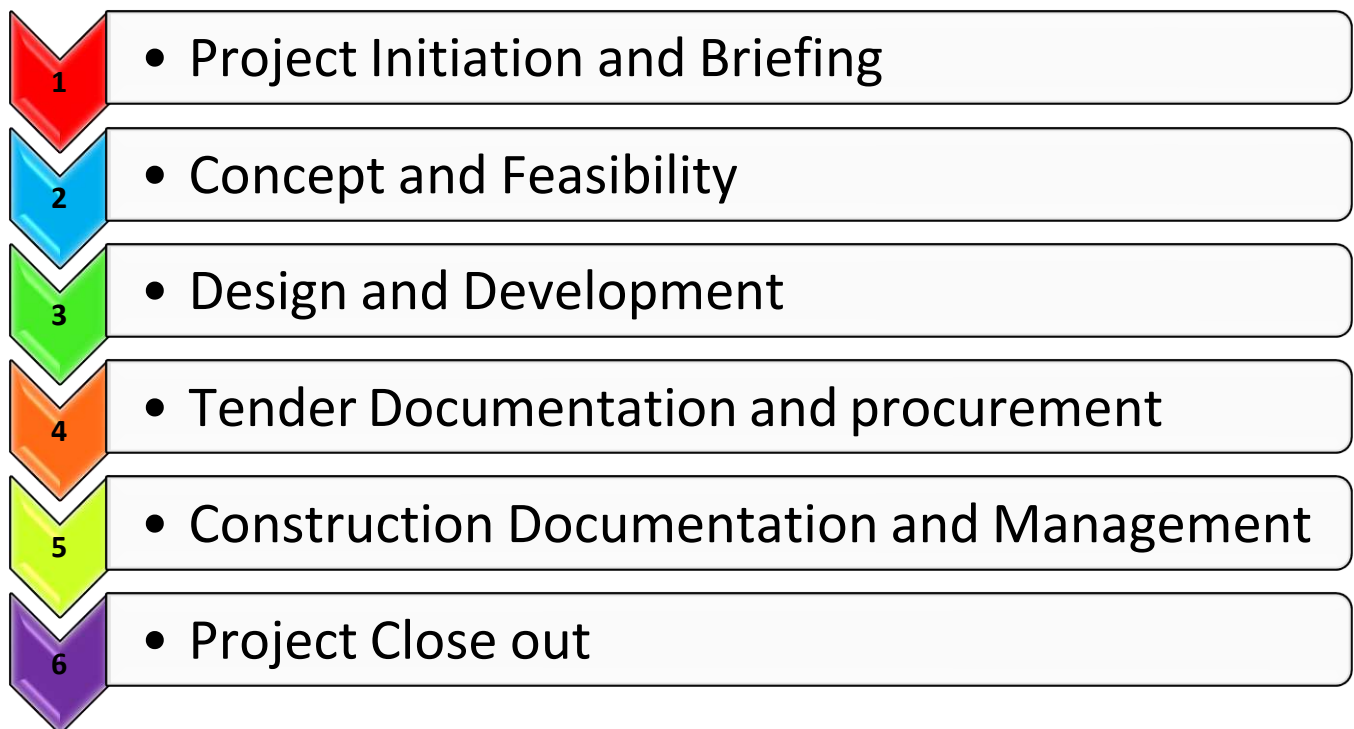 1 • Project Initiation and Briefing
2 • Concept and Feasibility
3 • Design and Development
4 • Tender Documentation and procurement
5 • Construction Documentation and Management
6 • Project Close out